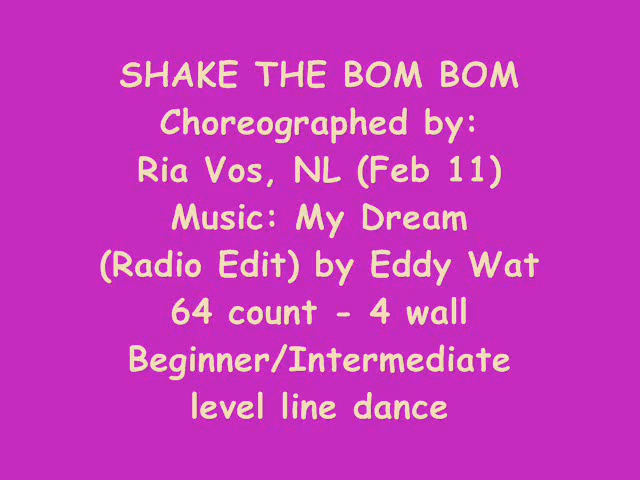 SHAKE THE BOM BOM
Choreographed by:
Ria Vos, NL (Feb 11)
Music: My Dream
(Radio Edit) by Eddy Wat
64 count - 4 wall
Beginner/Intermediate
level line dance